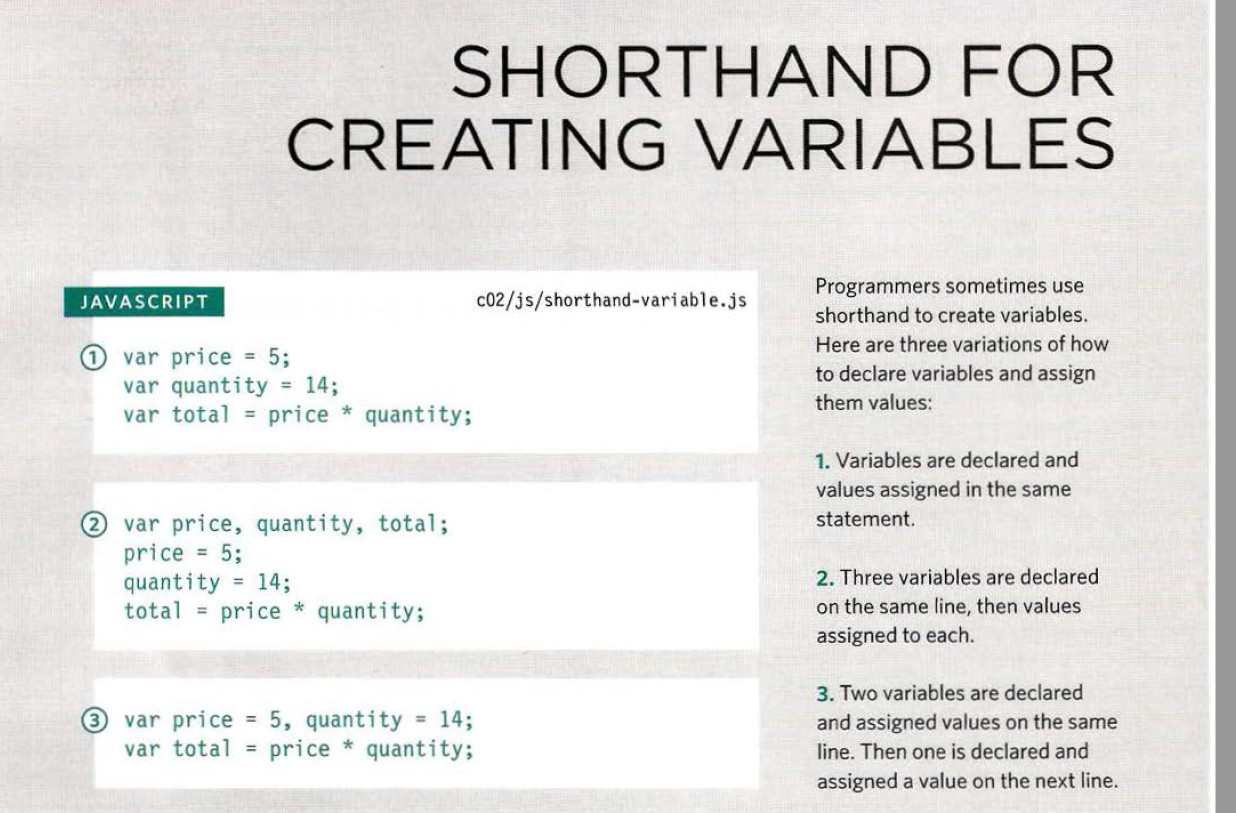 SHORTHAND FOR
CREATING VARIABLES
JAVASCRIPT
c02/js/shorthand-variable.js
① var price = 5;
var quantity = 14;
var total = price * quantity;
② var price, quantity, total;
price = 5;
quantity = 14;
total = price * quantity;
③ var price = 5, quantity = 14;
var total = price * quantity;
Programmers sometimes use
shorthand to create variables.
Here are three variations of how
to declare variables and assign
them values:
1. Variables are declared and
values assigned in the same
statement.
2. Three variables are declared
on the same line, then values
assigned to each.
3. Two variables are declared
and assigned values on the same
line. Then one is declared and
assigned a value on the next line.